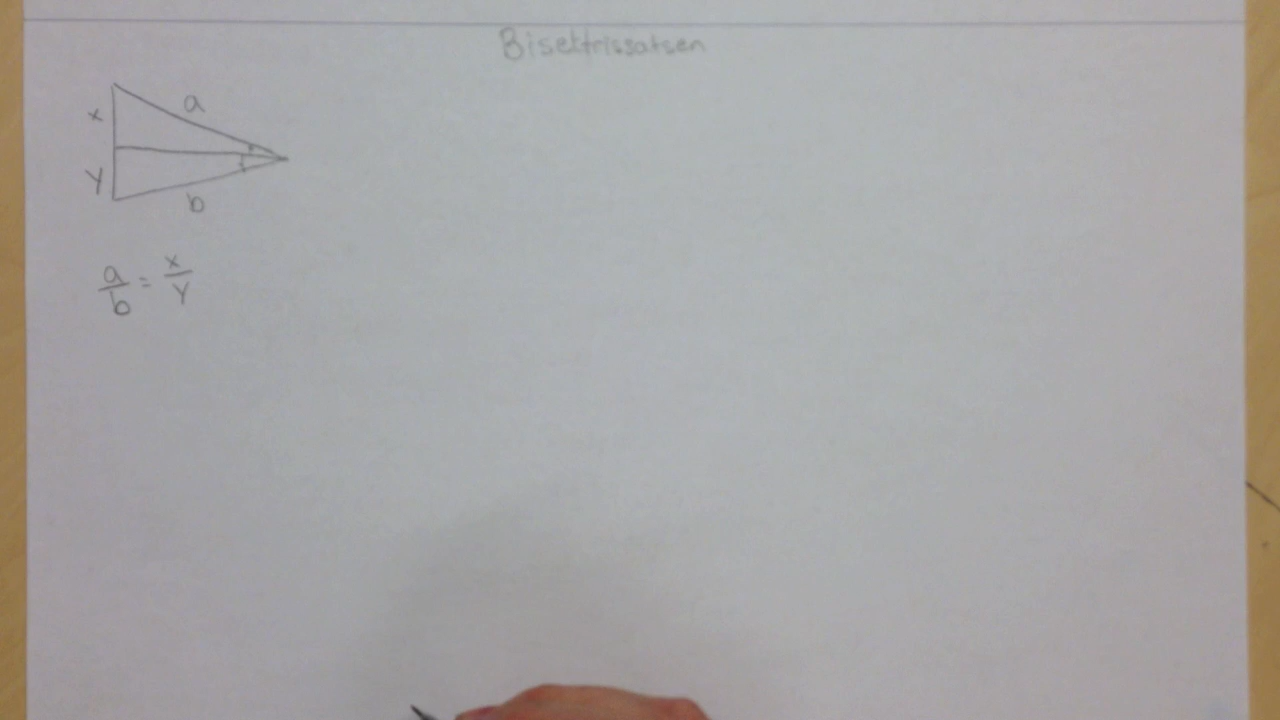 Bisektrissatsen
a
x
y
b
a/b = x/y